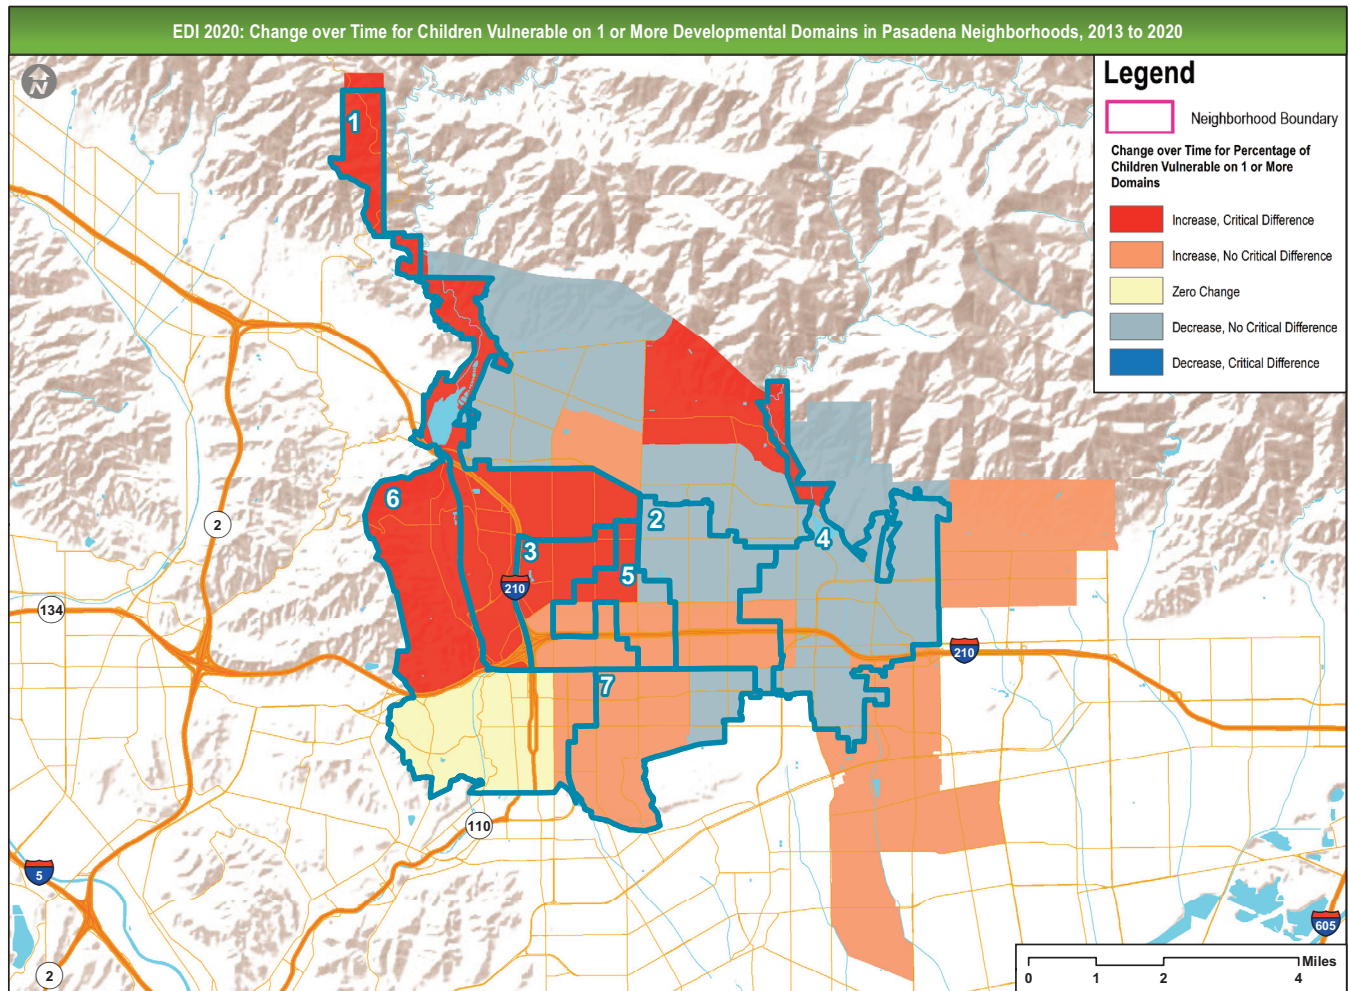 EDI 2020: Change over Time for Children Vulnerable on 1 or More Developmental Domains in Pasadena Neighborhoods, 2013 to 2020
N
Legend
Neighborhood Boundary
Change over Time for Percentage of
Children Vulnerable on 1 or More
Domains
Increase, Critical Difference
Increase, No Critical Difference
Zero Change
Decrease, No Critical Difference
Decrease, Critical Difference
1
6
2
2
4
3
5
210
134
210
7
110
5
605
2
Miles
0 1 2 4